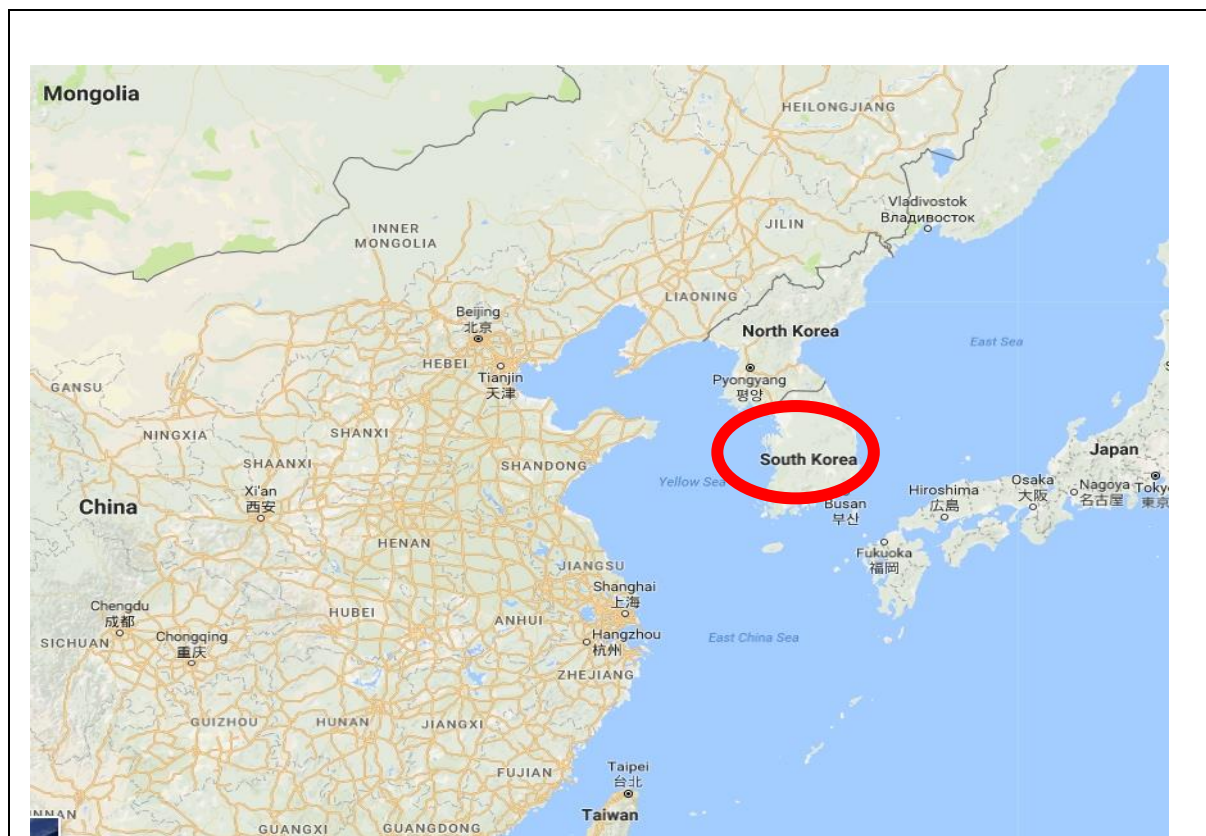 Mongolia
HEILONGJIANG
Vladivostok
Владивосток
JILIN
INNER
MONGOLIA
LIAONING
Beijing
北京
North Korea
East Sea
HEBEI
Tianjin
天津
Pyongyang
평양
GANSU
NINGXIA
SHANXI
SHAANXI
SHANDONG
South Korea
Japan
Yellow Sea
Xi'an
西安
China
Busan
부산
Hiroshima
広島
Osaka
大阪
Nagoya
名古屋
Tokyo
東京
HENAN
Fukuoka
福岡
JIANGSU
Shanghai
上海
Chengdu
成都
HUBEI
ANHUI
SICHUAN
Chongqing
重庆
Hangzhou
杭州
East China Sea
ZHEJIANG
GUIZHOU
HUNAN
JIANGXI
FUJIAN
Taipei
台北
Taiwan
NNAN
GUANGXI
GUANGDONG